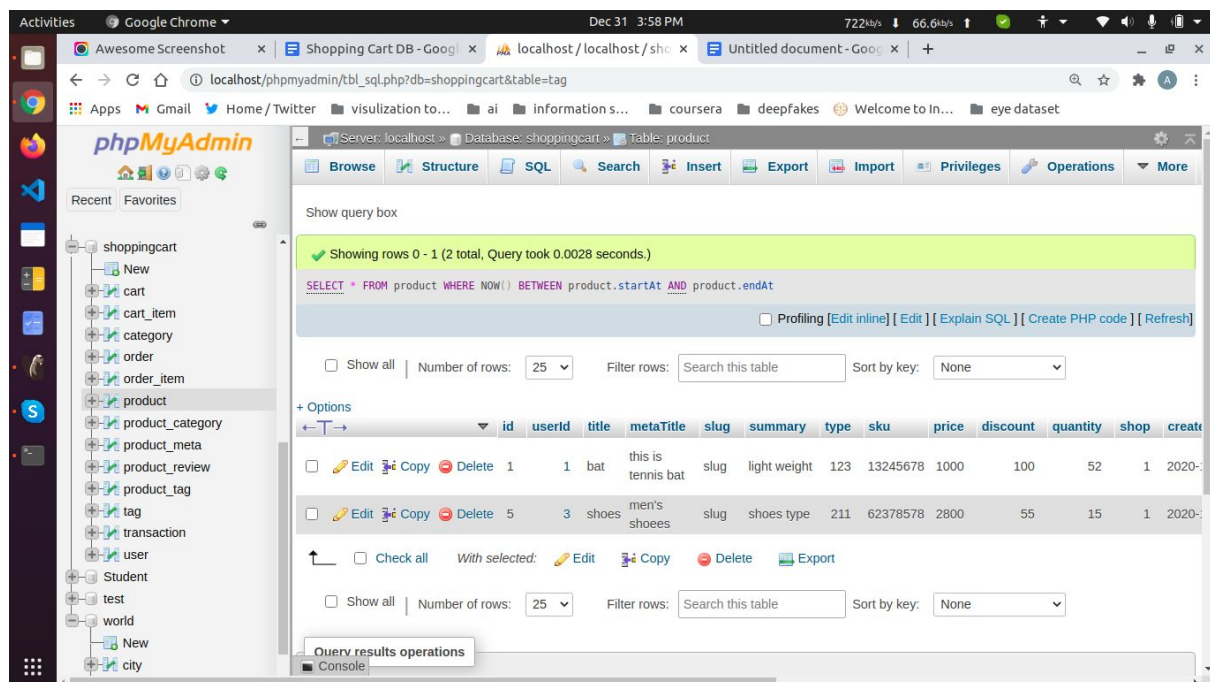 Activities Google Chrome Dec 31 3:58 PM 722kb/s 66.6kb/s
Awesome Screenshot Shopping Cart DB - Googl localhost / localhost / sho Untitled document - Goog
localhost/phpmyadmin/tbl_sql.php?db=shoppingcart&table=tag
Apps Gmail Home / Twitter visulization to... ai information s... coursera deepfakes Welcome to In... eye dataset
phpMyAdmin
Recent Favorites
shoppingcart
New
cart
cart_item
category
order
order_item
product
product_category
product_meta
product_review
product_tag
tag
transaction
user
Student
test
world
New
city
Server: localhost » Database: shoppingcart » Table: product
Browse Structure SQL Search Insert Export Import Privileges Operations More
Show query box
Showing rows 0 - 1 (2 total, Query took 0.0028 seconds.)
SELECT * FROM product WHERE NOW() BETWEEN product.startAt AND product.endAt
Profiling [Edit inline] [ Edit ] [ Explain SQL ] [ Create PHP code ] [ Refresh]
Show all | Number of rows: 25 Filter rows: Search this table Sort by key: None
+ Options
←T→ id userId title metaTitle slug summary type sku price discount quantity shop create
Edit Copy Delete 1 1 bat this is tennis bat slug light weight 123 13245678 1000 100 52 1 2020-
Edit Copy Delete 5 3 shoes men's shoees slug shoes type 211 62378578 2800 55 15 1 2020-
Check all With selected: Edit Copy Delete Export
Show all | Number of rows: 25 Filter rows: Search this table Sort by key: None
Query results operations
Console